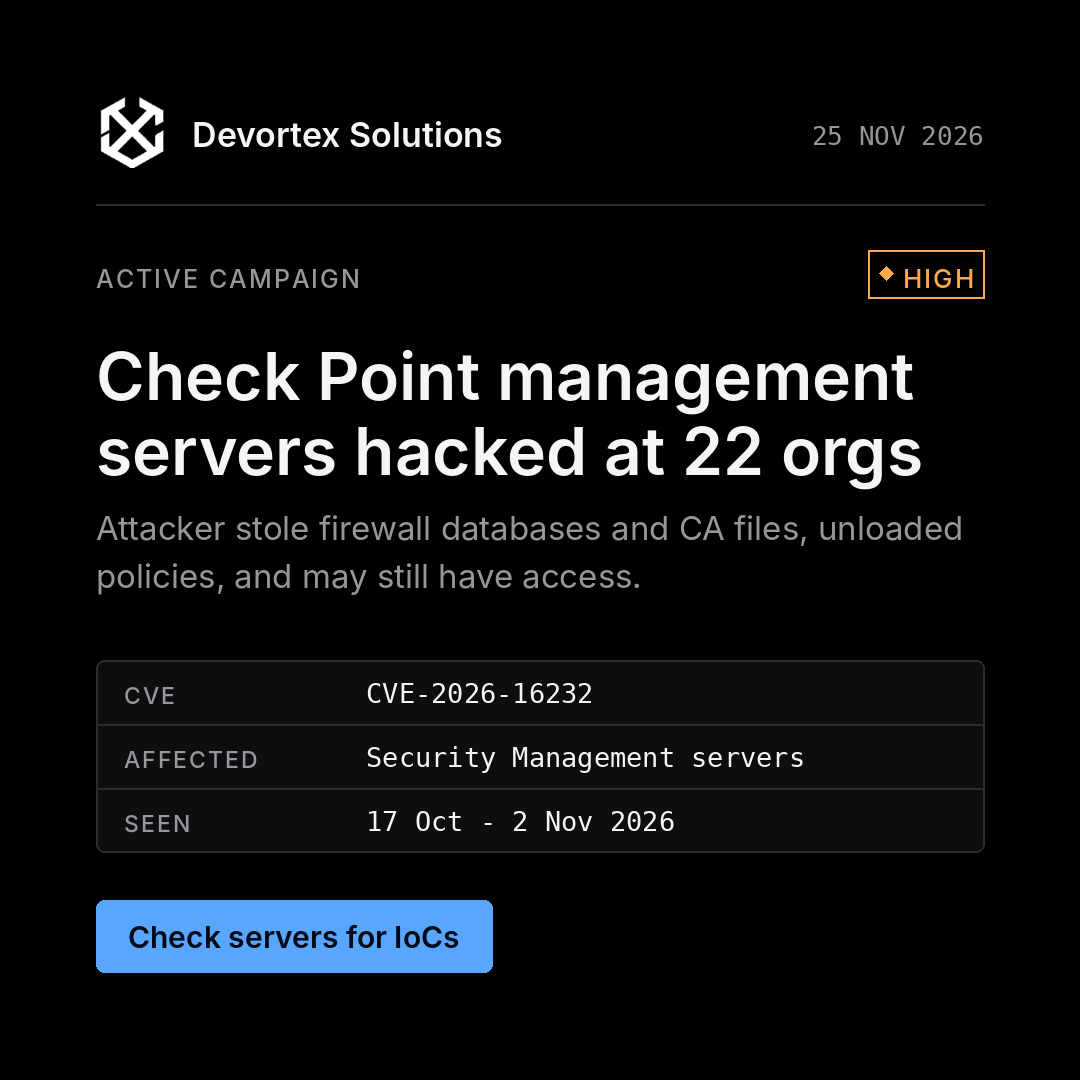 Devortex Solutions
25 NOV 2026
ACTIVE CAMPAIGN
HIGH
Check Point management
servers hacked at 22 orgs
Attacker stole firewall databases and CA files, unloaded
policies, and may still have access.
CVE
CVE-2026-16232
AFFECTED
Security Management servers
SEEN
17 Oct - 2 Nov 2026
Check servers for IoCs